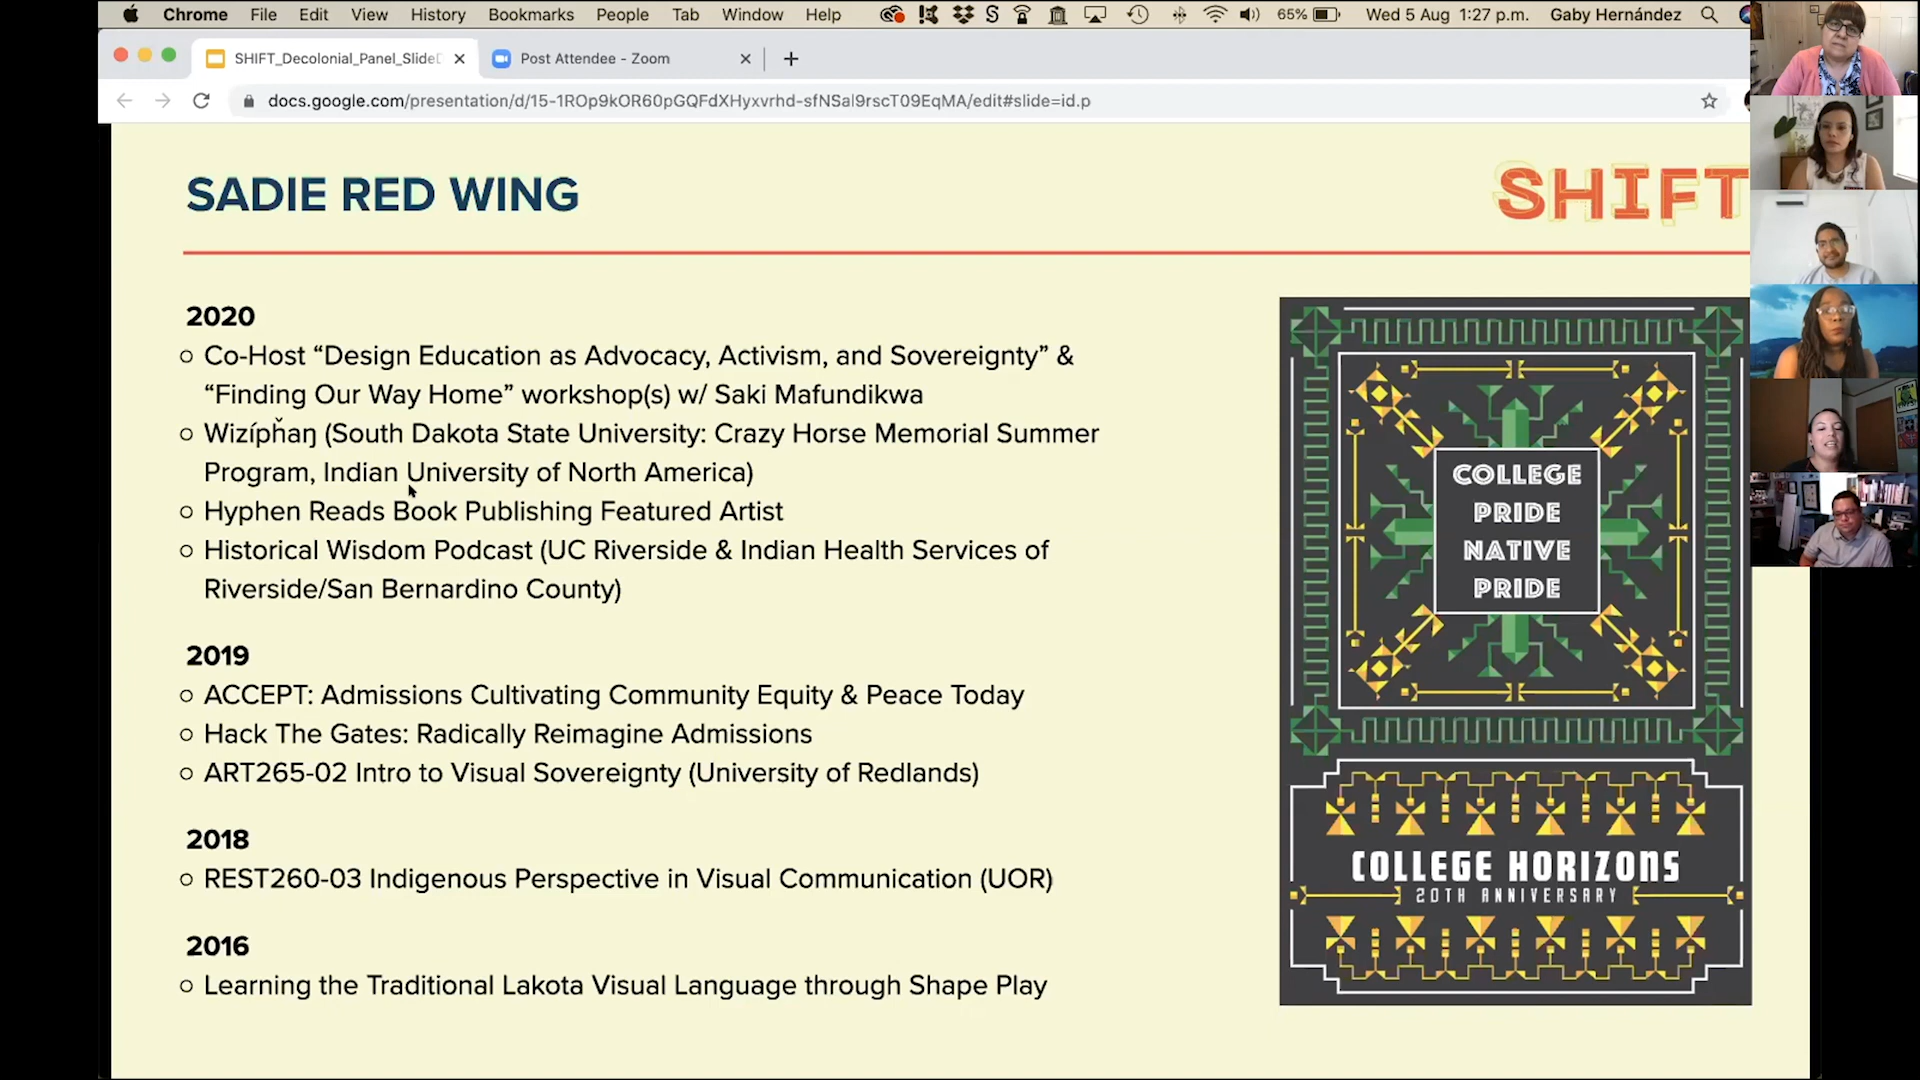 Chrome File Edit View History Bookmarks People Tab Window Help 65% Wed 5 Aug 1:27 p.m. Gaby Hernández
SHIFT_Decolonial_Panel_SlideD
Post Attendee - Zoom
docs.google.com/presentation/d/15-1ROp9kOR60pGQFdXHyxvrhd-sfNSal9rscT09EqMA/edit#slide=id.p
SADIE RED WING
SHIFT
2020
○ Co-Host “Design Education as Advocacy, Activism, and Sovereignty” &
“Finding Our Way Home” workshop(s) w/ Saki Mafundikwa
○ Wizípȟaŋ (South Dakota State University: Crazy Horse Memorial Summer
Program, Indian University of North America)
○ Hyphen Reads Book Publishing Featured Artist
○ Historical Wisdom Podcast (UC Riverside & Indian Health Services of
Riverside/San Bernardino County)
2019
○ ACCEPT: Admissions Cultivating Community Equity & Peace Today
○ Hack The Gates: Radically Reimagine Admissions
○ ART265-02 Intro to Visual Sovereignty (University of Redlands)
2018
○ REST260-03 Indigenous Perspective in Visual Communication (UOR)
2016
○ Learning the Traditional Lakota Visual Language through Shape Play
COLLEGE
PRIDE
NATIVE
PRIDE
COLLEGE HORIZONS
20TH ANNIVERSARY